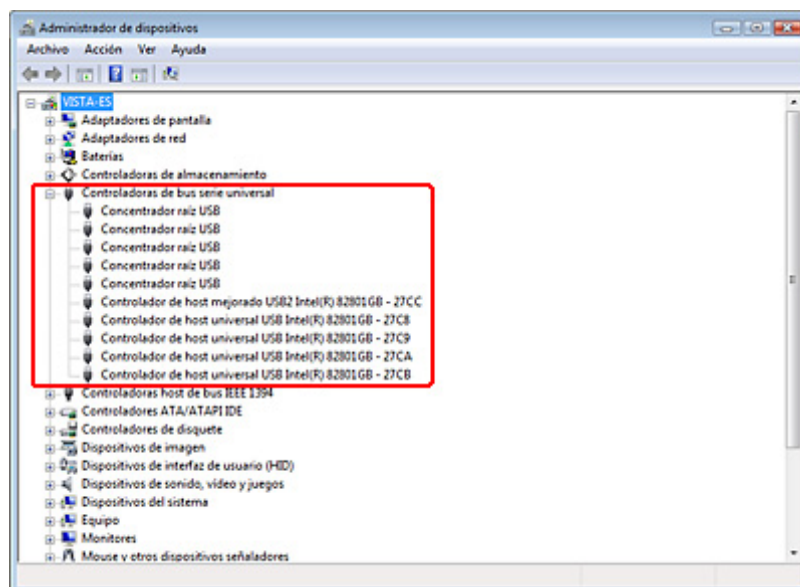 Administrador de dispositivos
Archivo Acción Ver Ayuda
VISTA-ES
Adaptadores de pantalla
Adaptadores de red
Baterías
Controladoras de almacenamiento
Controladoras de bus serie universal
Concentrador raíz USB
Concentrador raíz USB
Concentrador raíz USB
Concentrador raíz USB
Concentrador raíz USB
Controlador de host mejorado USB2 Intel(R) 82801GB - 27CC
Controlador de host universal USB Intel(R) 82801GB - 27C8
Controlador de host universal USB Intel(R) 82801GB - 27C9
Controlador de host universal USB Intel(R) 82801GB - 27CA
Controlador de host universal USB Intel(R) 82801GB - 27CB
Controladoras host de bus IEEE 1394
Controladores ATA/ATAPI IDE
Controladores de disquete
Dispositivos de imagen
Dispositivos de interfaz de usuario (HID)
Dispositivos de sonido, vídeo y juegos
Dispositivos del sistema
Equipo
Monitores
Mouse y otros dispositivos señaladores